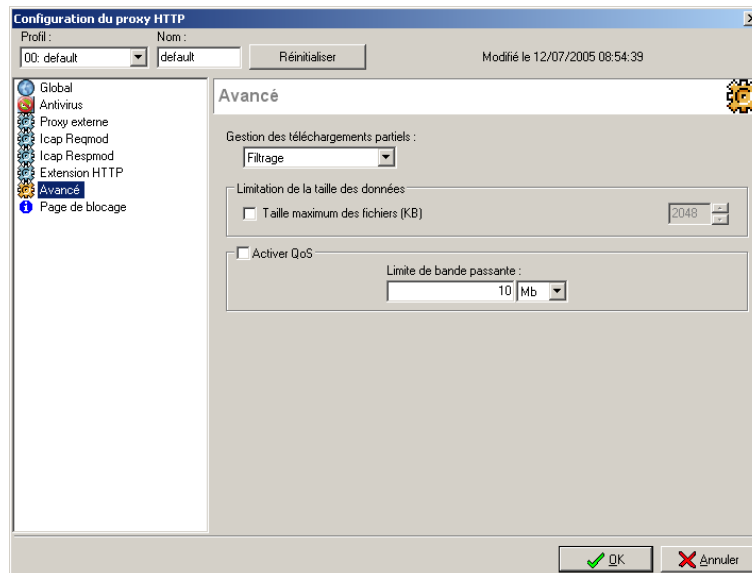 Configuration du proxy HTTP
Profil :
Nom :
00: default
default
Réinitialiser
Modifié le 12/07/2005 08:54:39
Global
Antivirus
Proxy externe
Icap Reqmod
Icap Respmod
Extension HTTP
Avancé
Page de blocage
Avancé
Gestion des téléchargements partiels :
Filtrage
Limitation de la taille des données
Taille maximum des fichiers (KB)
2048
Activer QoS
Limite de bande passante :
10 Mb
OK
Annuler